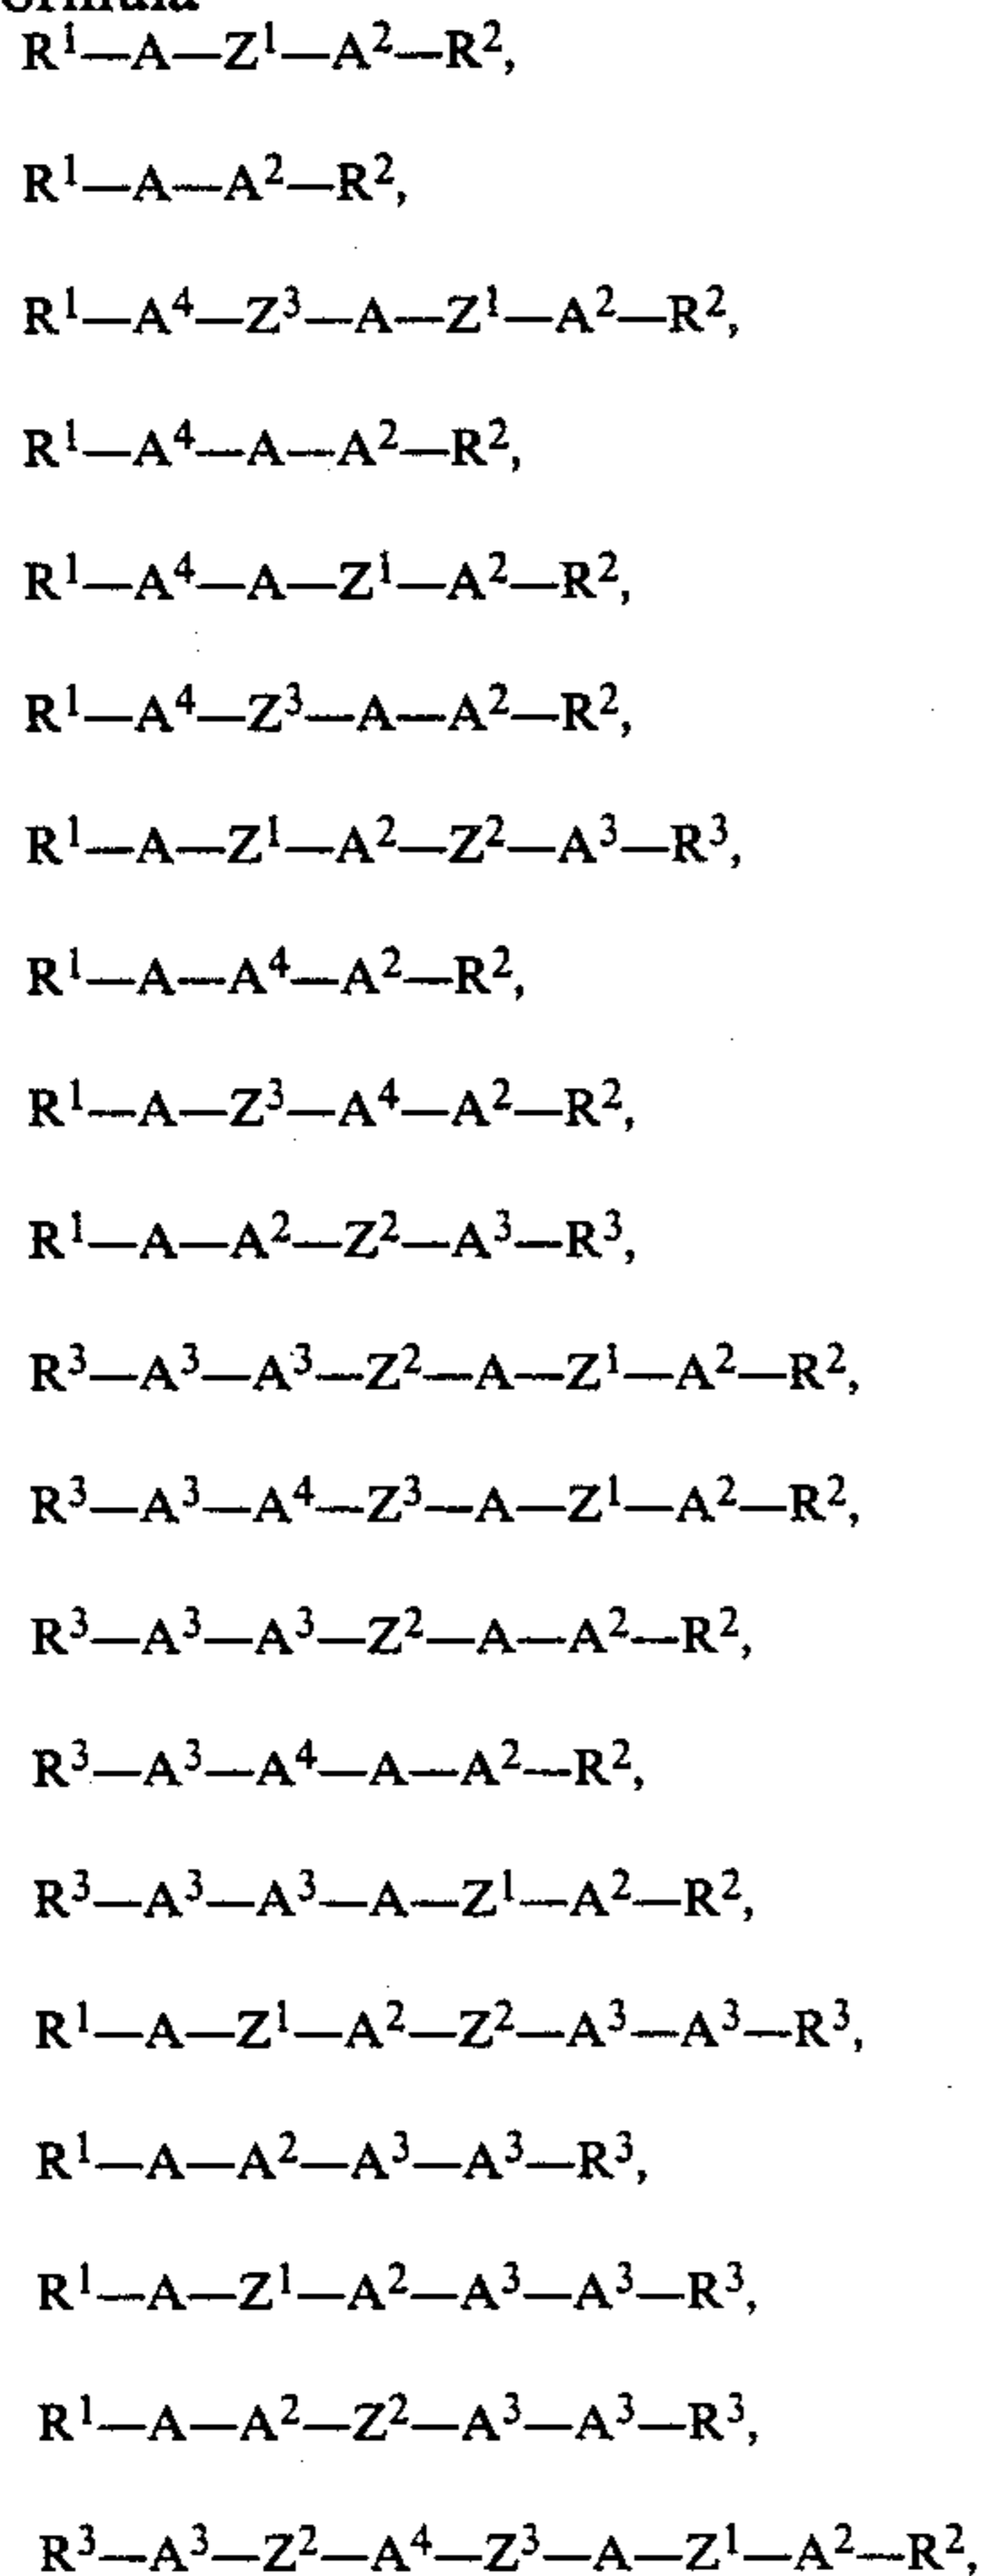 R¹—A—Z¹—A²—R²,
R¹—A—A²—R²,
R¹—A⁴—Z³—A—Z¹—A²—R²,
R¹—A⁴—A—A²—R²,
R¹—A⁴—A—Z¹—A²—R²,
R¹—A⁴—Z³—A—A²—R²,
R¹—A—Z¹—A²—Z²—A³—R³,
R¹—A—A⁴—A²—R²,
R¹—A—Z³—A⁴—A²—R²,
R¹—A—A²—Z²—A³—R³,
R³—A³—A³—Z²—A—Z¹—A²—R²,
R³—A³—A⁴—Z³—A—Z¹—A²—R²,
R³—A³—A³—Z²—A—A²—R²,
R³—A³—A⁴—A—A²—R²,
R³—A³—A³—A—Z¹—A²—R²,
R¹—A—Z¹—A²—Z²—A³—A³—R³,
R¹—A—A²—A³—A³—R³,
R¹—A—Z¹—A²—A³—A³—R³,
R¹—A—A²—Z²—A³—A³—R³,
R³—A³—Z²—A⁴—Z³—A—Z¹—A²—R²,